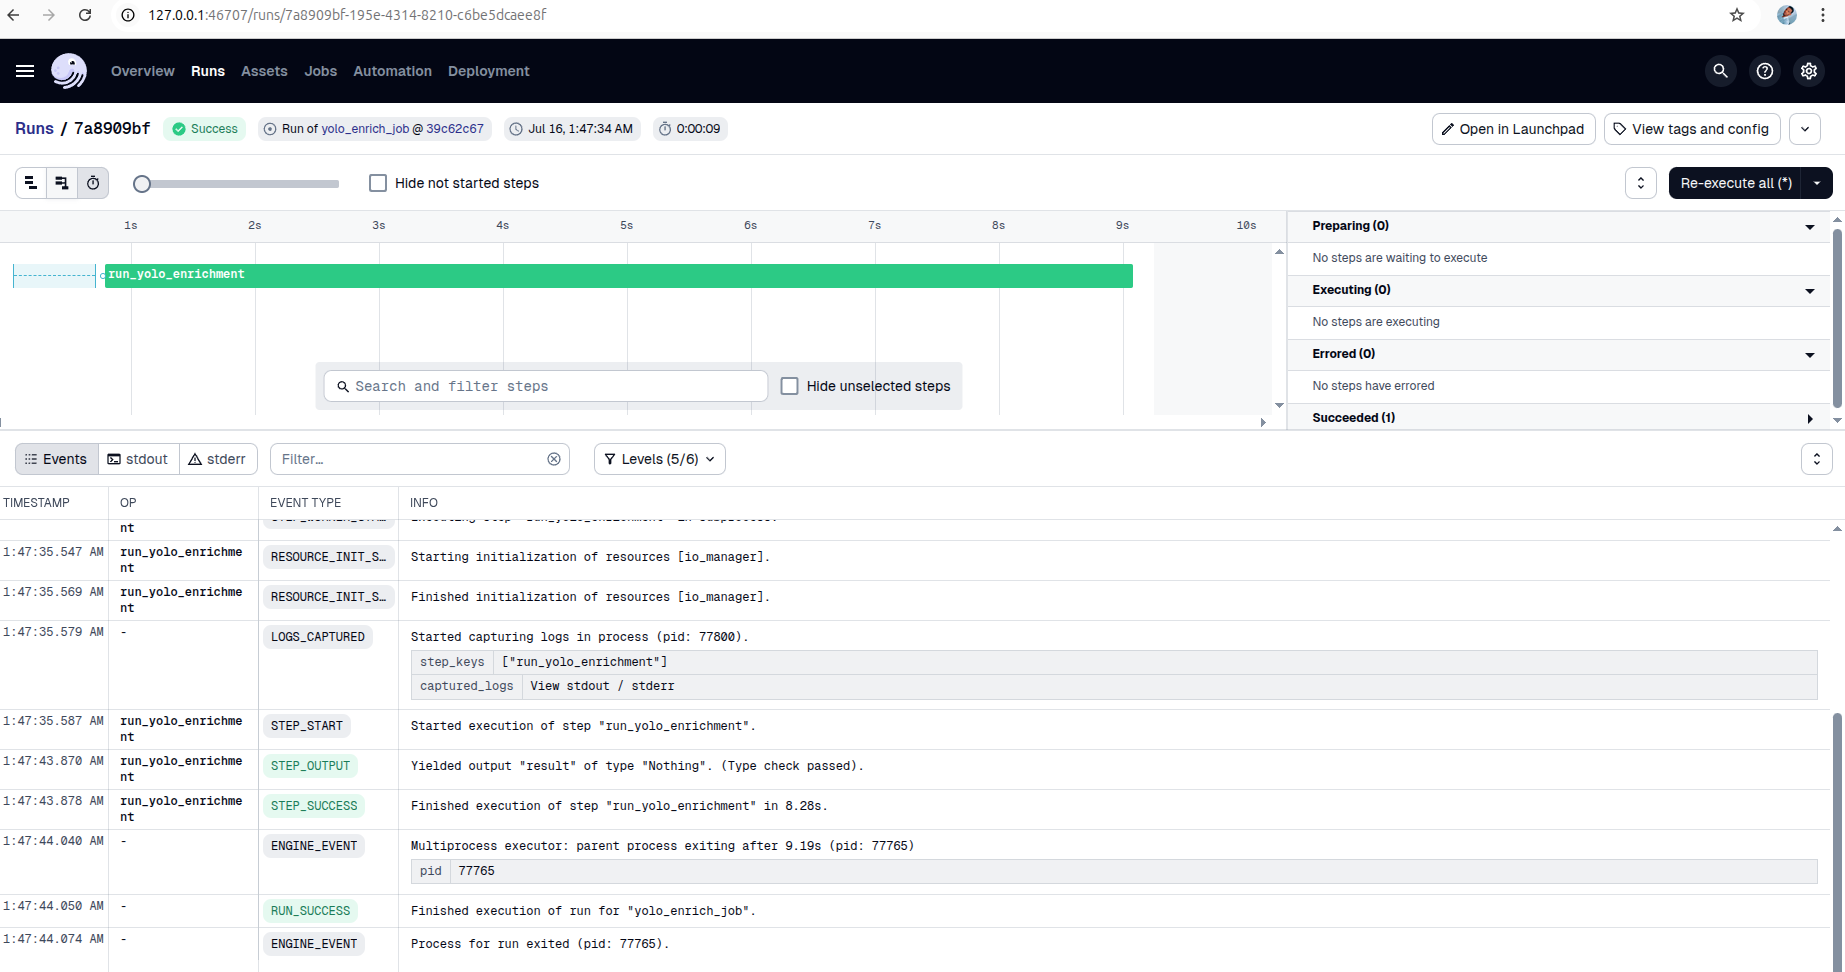 127.0.0.1:46707/runs/7a8909bf-195e-4314-8210-c6be5dcaee8f
Overview Runs Assets Jobs Automation Deployment
Runs / 7a8909bf Success Run of yolo_enrich_job @ 39c62c67 Jul 16, 1:47:34 AM 0:00:09 Open in Launchpad View tags and config
Hide not started steps Re-execute all (*)
1s 2s 3s 4s 5s 6s 7s 8s 9s 10s
run_yolo_enrichment
Search and filter steps Hide unselected steps
Preparing (0)
No steps are waiting to execute
Executing (0)
No steps are executing
Errored (0)
No steps have errored
Succeeded (1)
Events stdout stderr Filter... Levels (5/6)
TIMESTAMP OP EVENT TYPE INFO
nt
1:47:35.547 AM run_yolo_enrichme RESOURCE_INIT_S… Starting initialization of resources [io_manager].
nt
1:47:35.569 AM run_yolo_enrichme RESOURCE_INIT_S… Finished initialization of resources [io_manager].
nt
1:47:35.579 AM - LOGS_CAPTURED Started capturing logs in process (pid: 77800).
step_keys ["run_yolo_enrichment"]
captured_logs View stdout / stderr
1:47:35.587 AM run_yolo_enrichme STEP_START Started execution of step "run_yolo_enrichment".
nt
1:47:43.870 AM run_yolo_enrichme STEP_OUTPUT Yielded output "result" of type "Nothing". (Type check passed).
nt
1:47:43.878 AM run_yolo_enrichme STEP_SUCCESS Finished execution of step "run_yolo_enrichment" in 8.28s.
nt
1:47:44.040 AM - ENGINE_EVENT Multiprocess executor: parent process exiting after 9.19s (pid: 77765)
pid 77765
1:47:44.050 AM - RUN_SUCCESS Finished execution of run for "yolo_enrich_job".
1:47:44.074 AM - ENGINE_EVENT Process for run exited (pid: 77765).